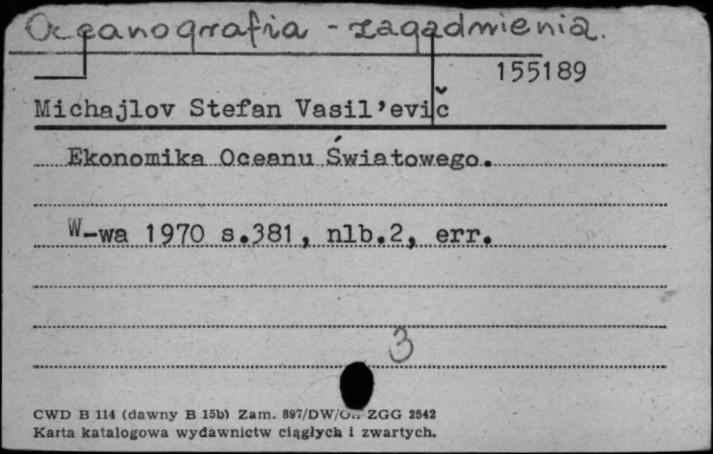 Oceanografia - zagadnienia.
155189
Michajlov Stefan Vasil'evič
Ekonomika Oceanu Światowego.
W-wa 1970 s.381, nlb.2, err.
3
CWD B 114 (dawny B 15b) Zam. 897/DW/ ZGG 2542
Karta katalogowa wydawnictw ciągłych i zwartych.